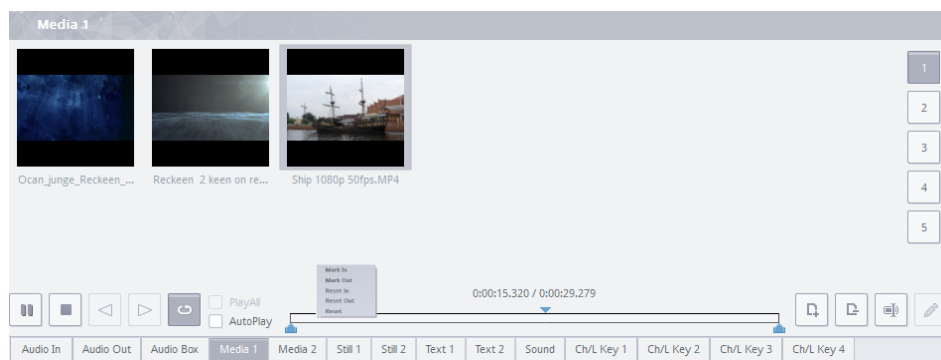 Media 1
1
2
3
4
5
Ocan_junge_Reckeen_...
Reckeen 2 keen on re...
Ship 1080p 50fps.MP4
Mark In
Mark Out
Reset In
Reset Out
Reset
PlayAll
AutoPlay
0:00:15.320 / 0:00:29.279
Audio In
Audio Out
Audio Box
Media 1
Media 2
Still 1
Still 2
Text 1
Text 2
Sound
Ch/L Key 1
Ch/L Key 2
Ch/L Key 3
Ch/L Key 4